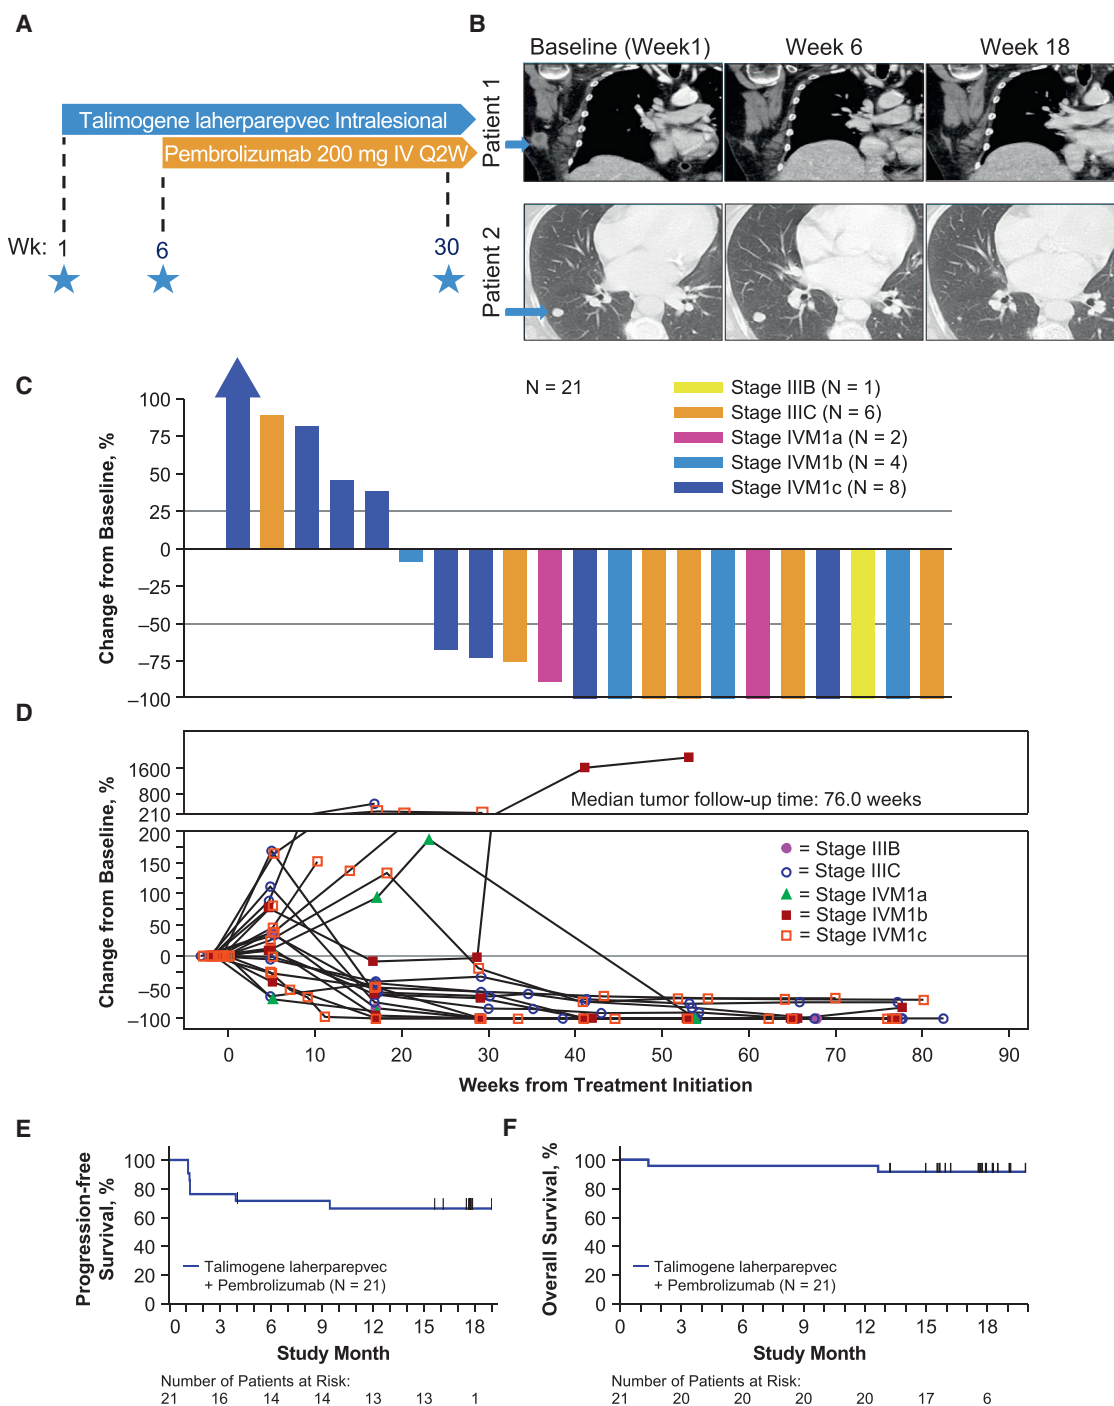 A
Talimogene laherparepvec Intralesional
Pembrolizumab 200 mg IV Q2W
Wk: 1 6 30
B
Baseline (Week1) Week 6 Week 18
Patient 1
Patient 2
C
N = 21
Stage IIIB (N = 1)
Stage IIIC (N = 6)
Stage IVM1a (N = 2)
Stage IVM1b (N = 4)
Stage IVM1c (N = 8)
Change from Baseline, %
100
75
50
25
0
–25
–50
–75
–100
D
Change from Baseline, %
1600
800
210
200
150
100
50
0
–50
–100
Median tumor follow-up time: 76.0 weeks
= Stage IIIB
= Stage IIIC
= Stage IVM1a
= Stage IVM1b
= Stage IVM1c
0 10 20 30 40 50 60 70 80 90
Weeks from Treatment Initiation
E
Progression-free
Survival, %
100
80
60
40
20
0
Talimogene laherparepvec
+ Pembrolizumab (N = 21)
0 3 6 9 12 15 18
Study Month
Number of Patients at Risk:
21 16 14 14 13 13 1
F
Overall Survival, %
100
80
60
40
20
0
Talimogene laherparepvec
+ Pembrolizumab (N = 21)
0 3 6 9 12 15 18
Study Month
Number of Patients at Risk:
21 20 20 20 20 17 6